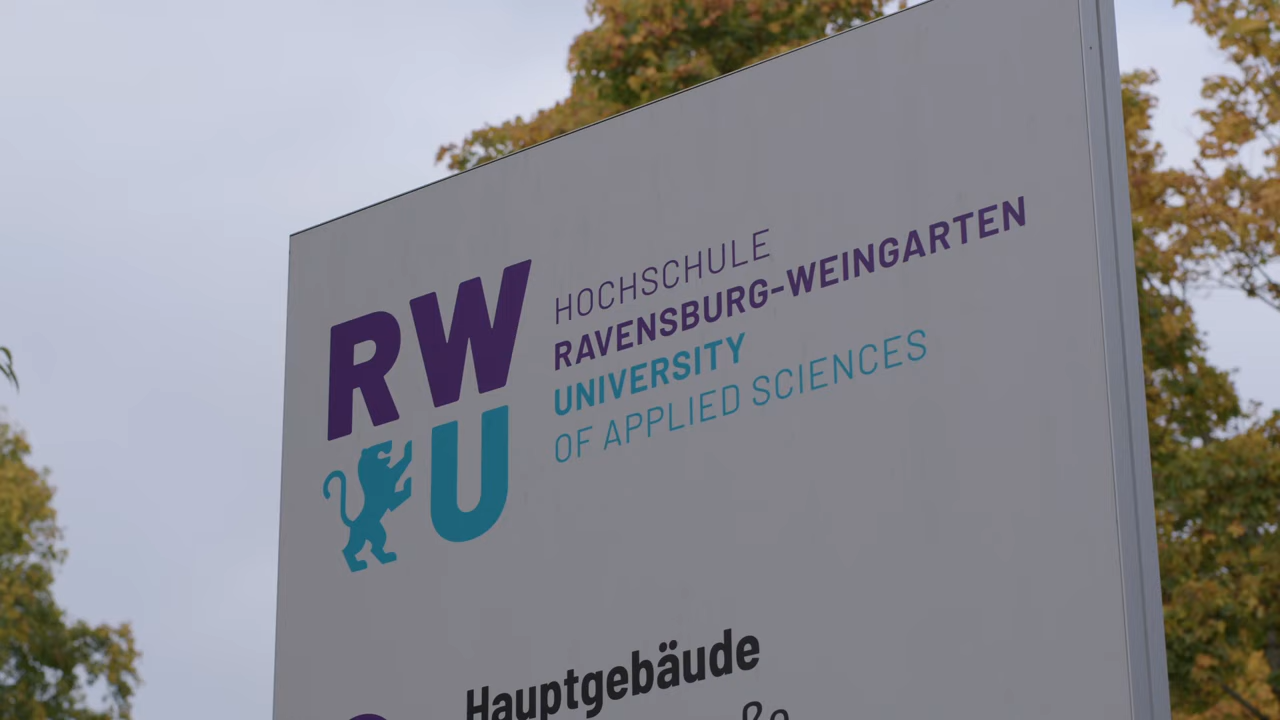 RW
U
HOCHSCHULE
RAVENSBURG-WEINGARTEN
UNIVERSITY
OF APPLIED SCIENCES
Hauptgebäude